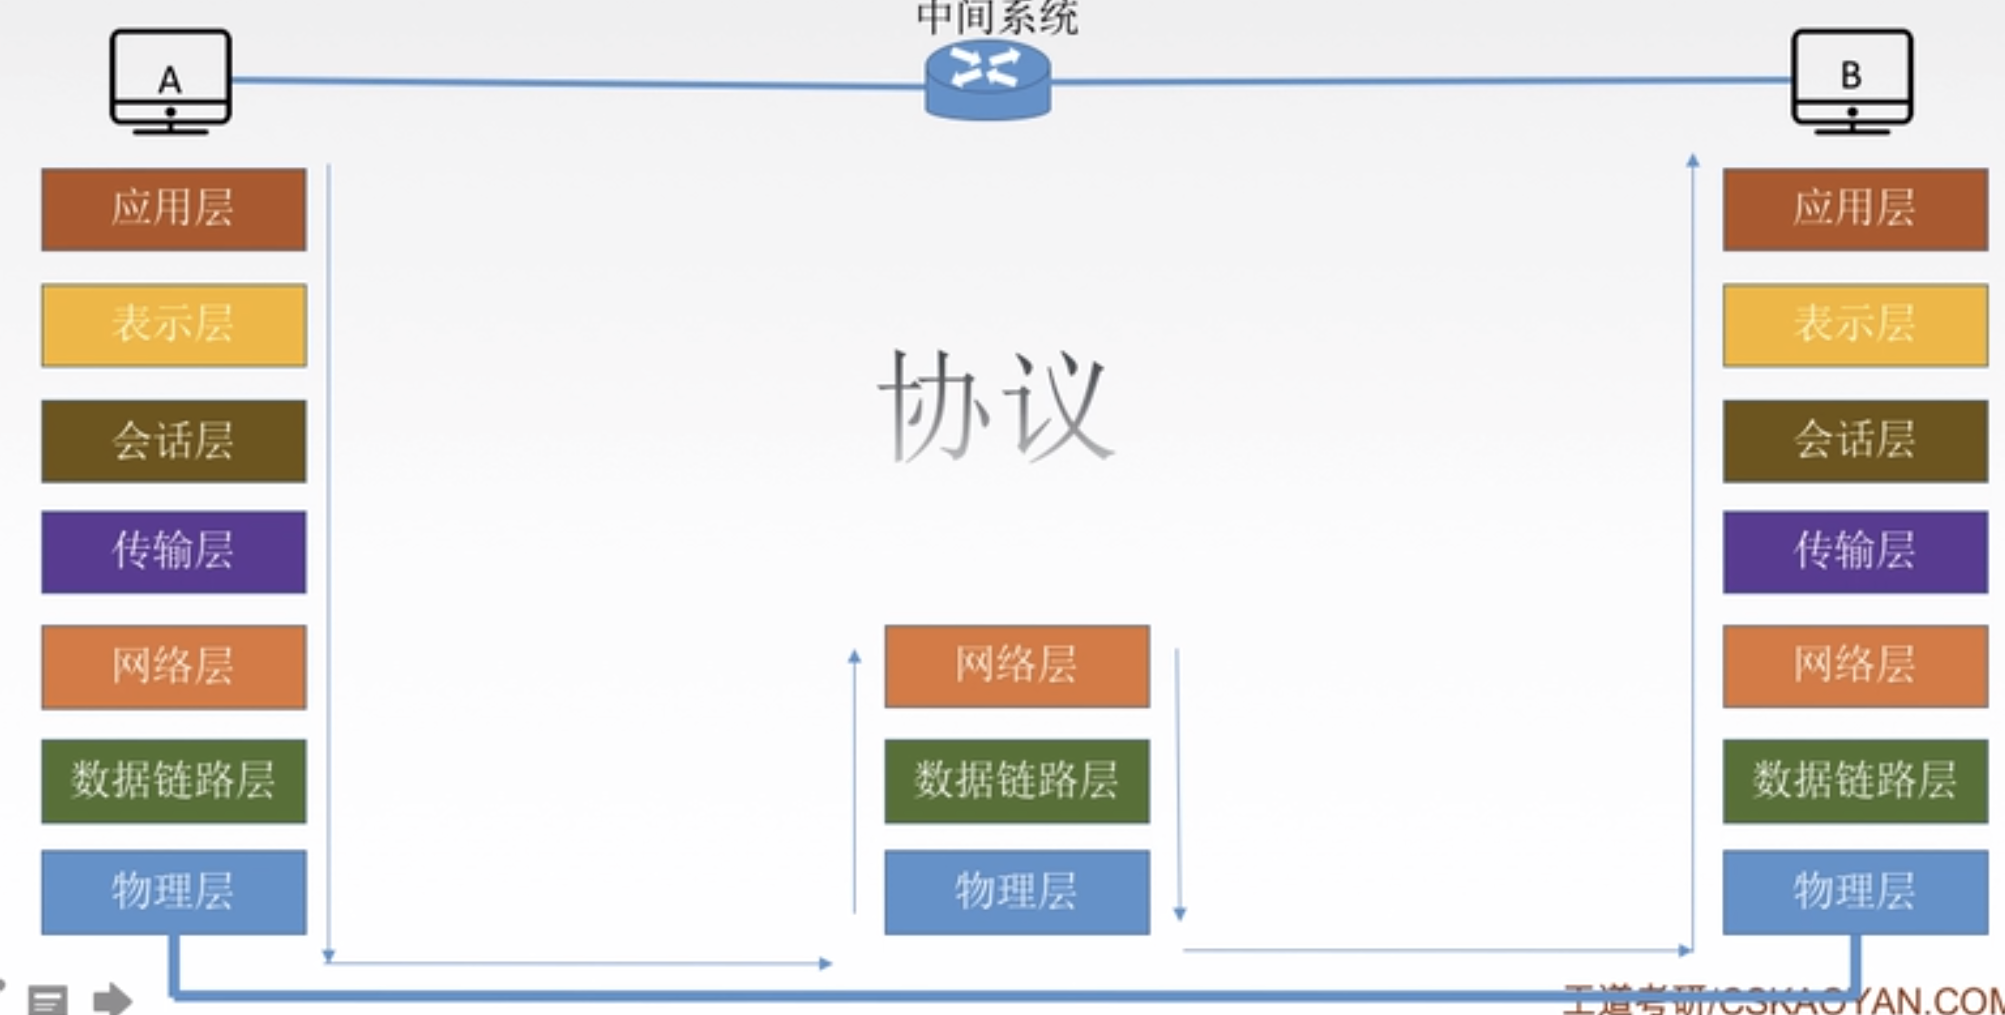 中间系统
A
B
应用层
应用层
表示层
表示层
会话层
会话层
协议
传输层
传输层
网络层
网络层
网络层
数据链路层
数据链路层
数据链路层
物理层
物理层
物理层
王道考研/CSKAOYAN.COM